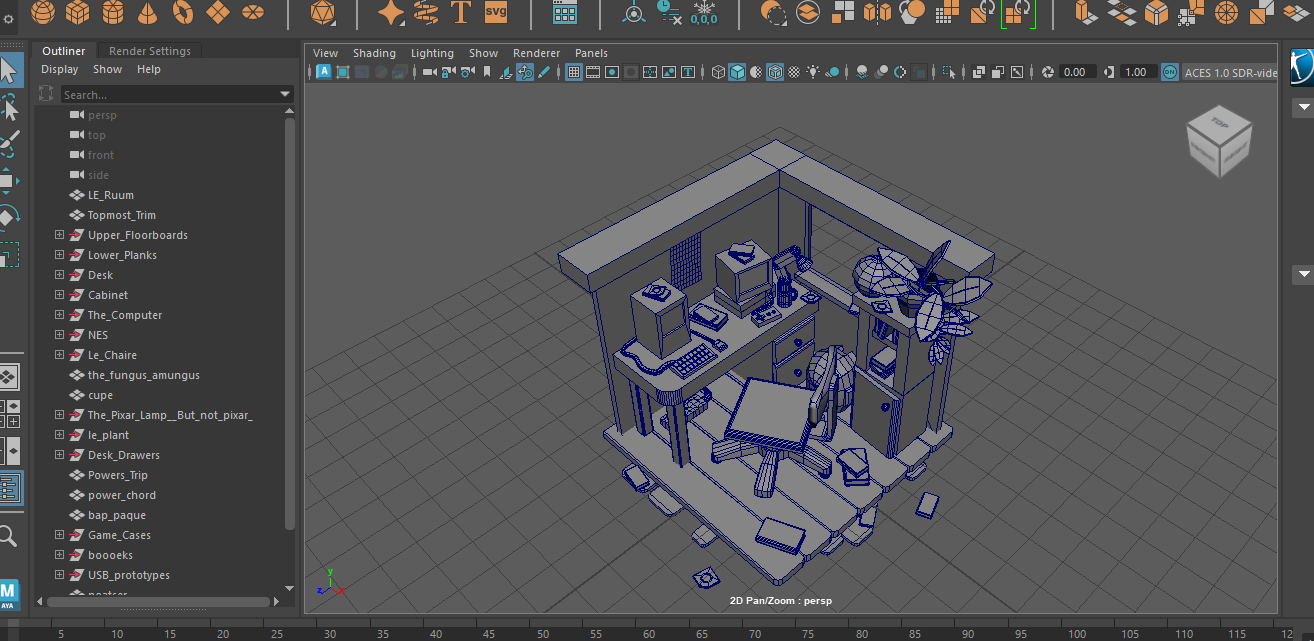 svg
0,0,0
Outliner
Render Settings
Display Show Help
Search...
persp
top
front
side
LE_Ruum
Topmost_Trim
Upper_Floorboards
Lower_Planks
Desk
Cabinet
The_Computer
NES
Le_Chaire
the_fungus_amungus
cupe
The_Pixar_Lamp__But_not_pixar_
le_plant
Desk_Drawers
Powers_Trip
power_chord
bap_paque
Game_Cases
boooeks
USB_prototypes
View Shading Lighting Show Renderer Panels
0.00 1.00 ON ACES 1.0 SDR-vide
TOP
y
z x
2D Pan/Zoom : persp
M
AYA
5 10 15 20 25 30 35 40 45 50 55 60 65 70 75 80 85 90 95 100 105 110 115 12